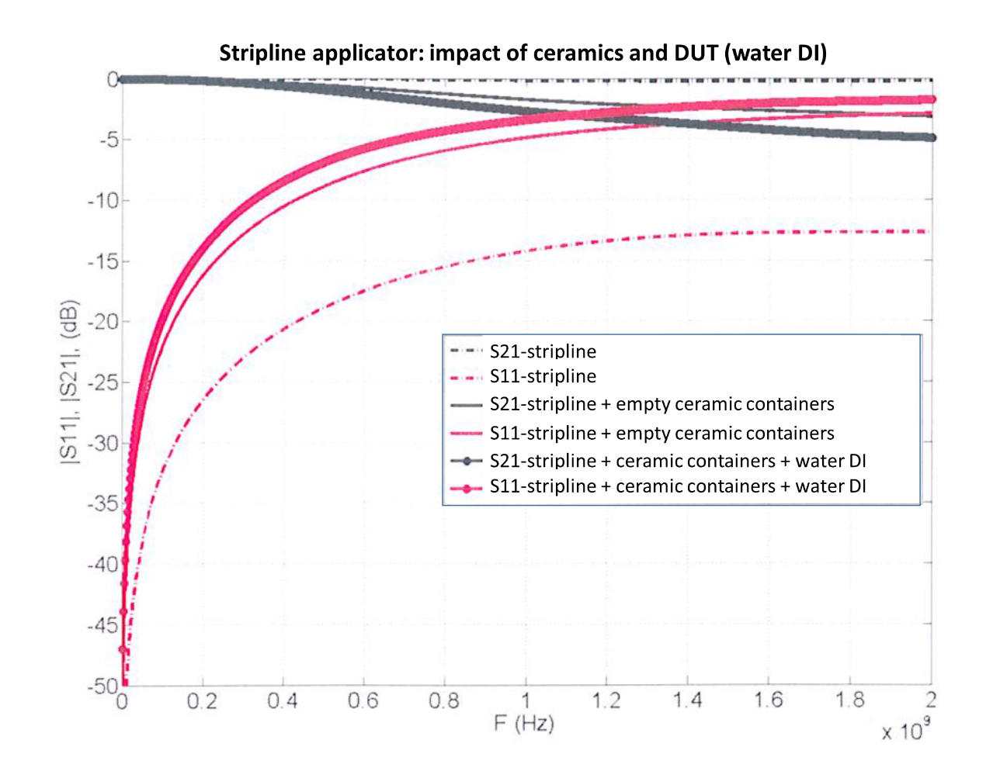 Stripline applicator: impact of ceramics and DUT (water DI)
0
-5
-10
-15
-20
-25
-30
-35
-40
-45
-50
|S11|, |S21|, (dB)
S21-stripline
S11-stripline
S21-stripline + empty ceramic containers
S11-stripline + empty ceramic containers
S21-stripline + ceramic containers + water DI
S11-stripline + ceramic containers + water DI
0 0.2 0.4 0.6 0.8 1 1.2 1.4 1.6 1.8 2
F (Hz)
x 10⁹